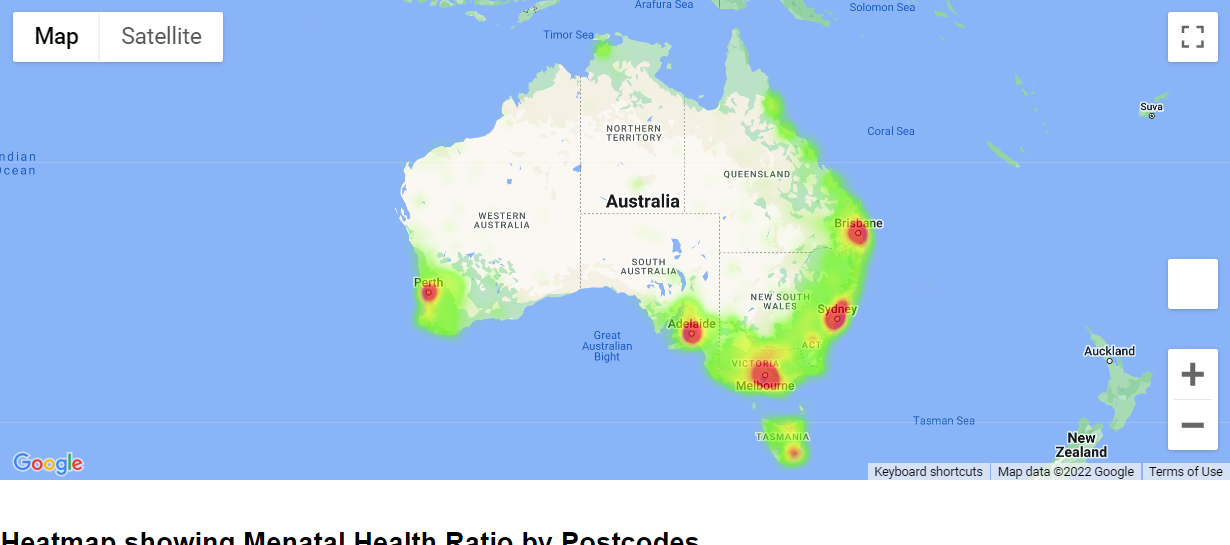 Map Satellite
Arafura Sea
Solomon Sea
Timor Sea
Suva
Coral Sea
NORTHERN
TERRITORY
ndian
Ocean
QUEENSLAND
Australia
WESTERN
AUSTRALIA
Brisbane
SOUTH
AUSTRALIA
Perth
NEW SOUTH
WALES
Sydney
Adelaide
Great
Australian
Bight
ACT
Auckland
VICTORIA
Melbourne
Tasman Sea
TASMANIA
New
Zealand
Google
Keyboard shortcuts Map data ©2022 Google Terms of Use
Heatmap showing Menatal Health Ratio by Postcodes